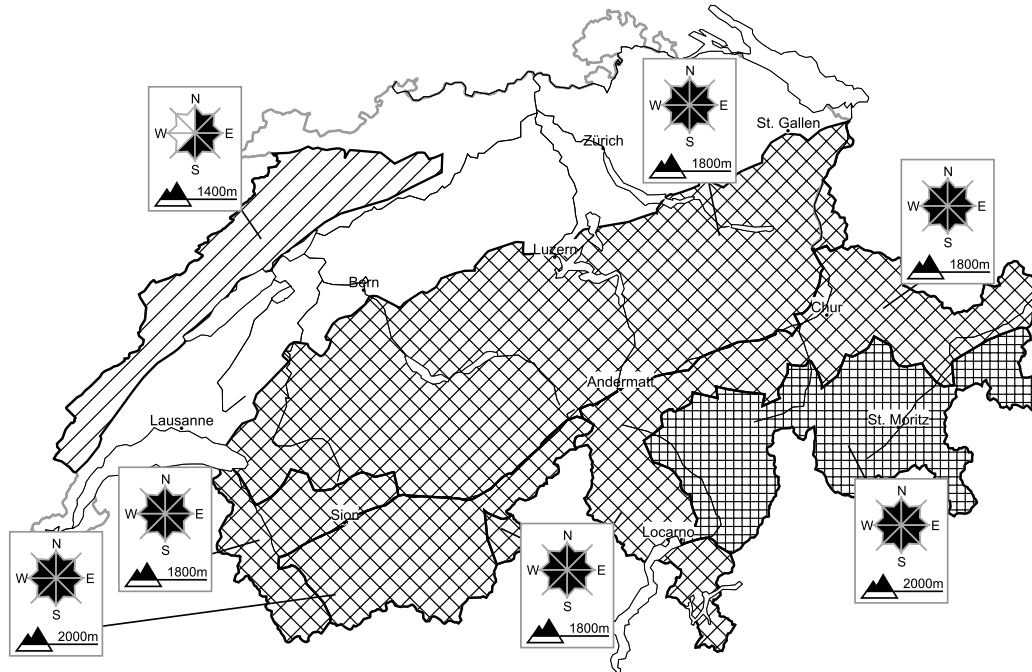 N
W E
S
1400m
N
W E
S
1800m
St. Gallen
Zürich
N
W E
S
1800m
Luzern
Bern
Chur
Andermatt
Lausanne
St. Moritz
N
W E
S
1800m
Sion
N
W E
S
2000m
Locarno
N
W E
S
2000m
N
W E
S
1800m